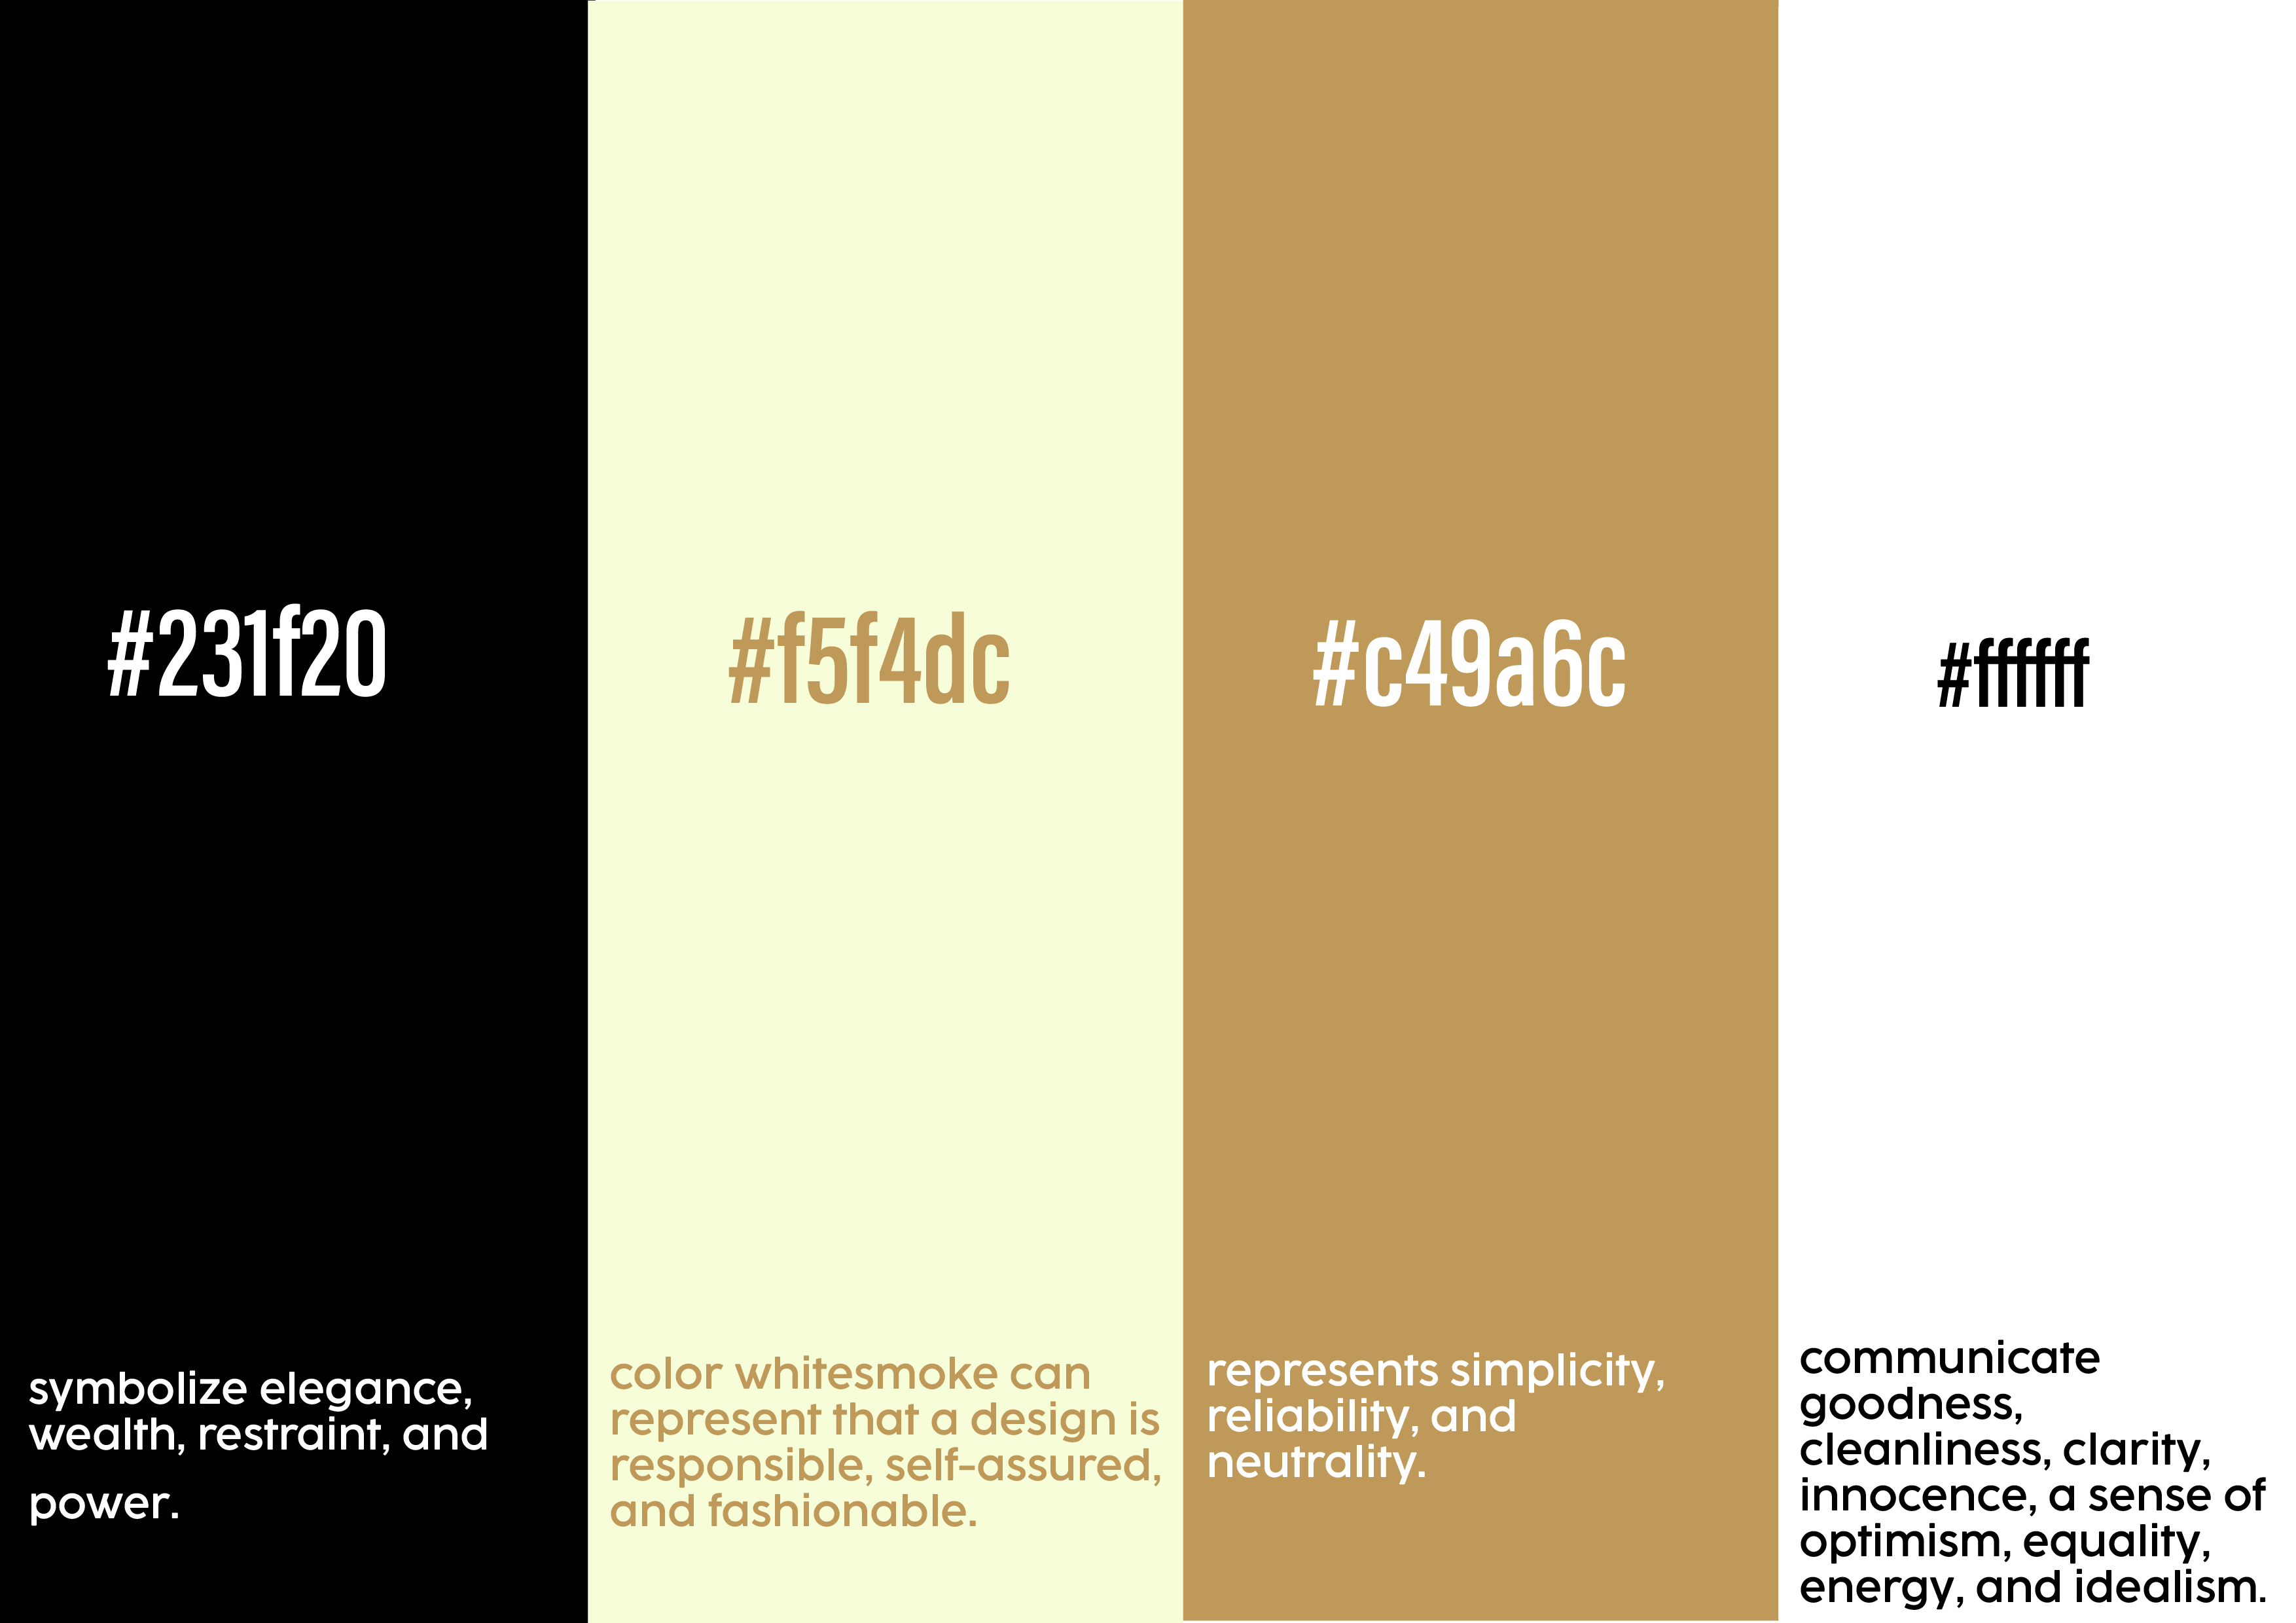 #231f20
symbolize elegance,
wealth, restraint, and
power.
#f5f4dc
color whitesmoke can
represent that a design is
responsible, self-assured,
and fashionable.
#c49a6c
represents simplicity,
reliability, and
neutrality.
#ffffff
communicate
goodness,
cleanliness, clarity,
innocence, a sense of
optimism, equality,
energy, and idealism.